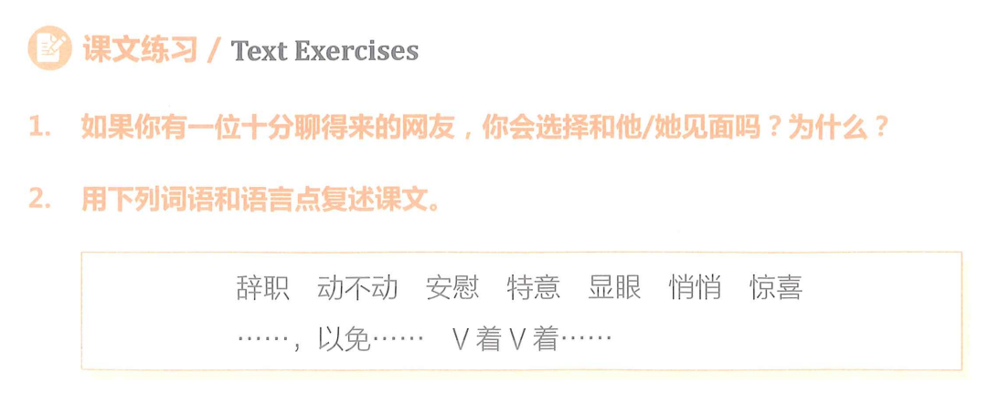 课文练习 / Text Exercises
1. 如果你有一位十分聊得来的网友，你会选择和他/她见面吗？为什么？
2. 用下列词语和语言点复述课文。
辞职 动不动 安慰 特意 显眼 悄悄 惊喜
……，以免…… V着V着……